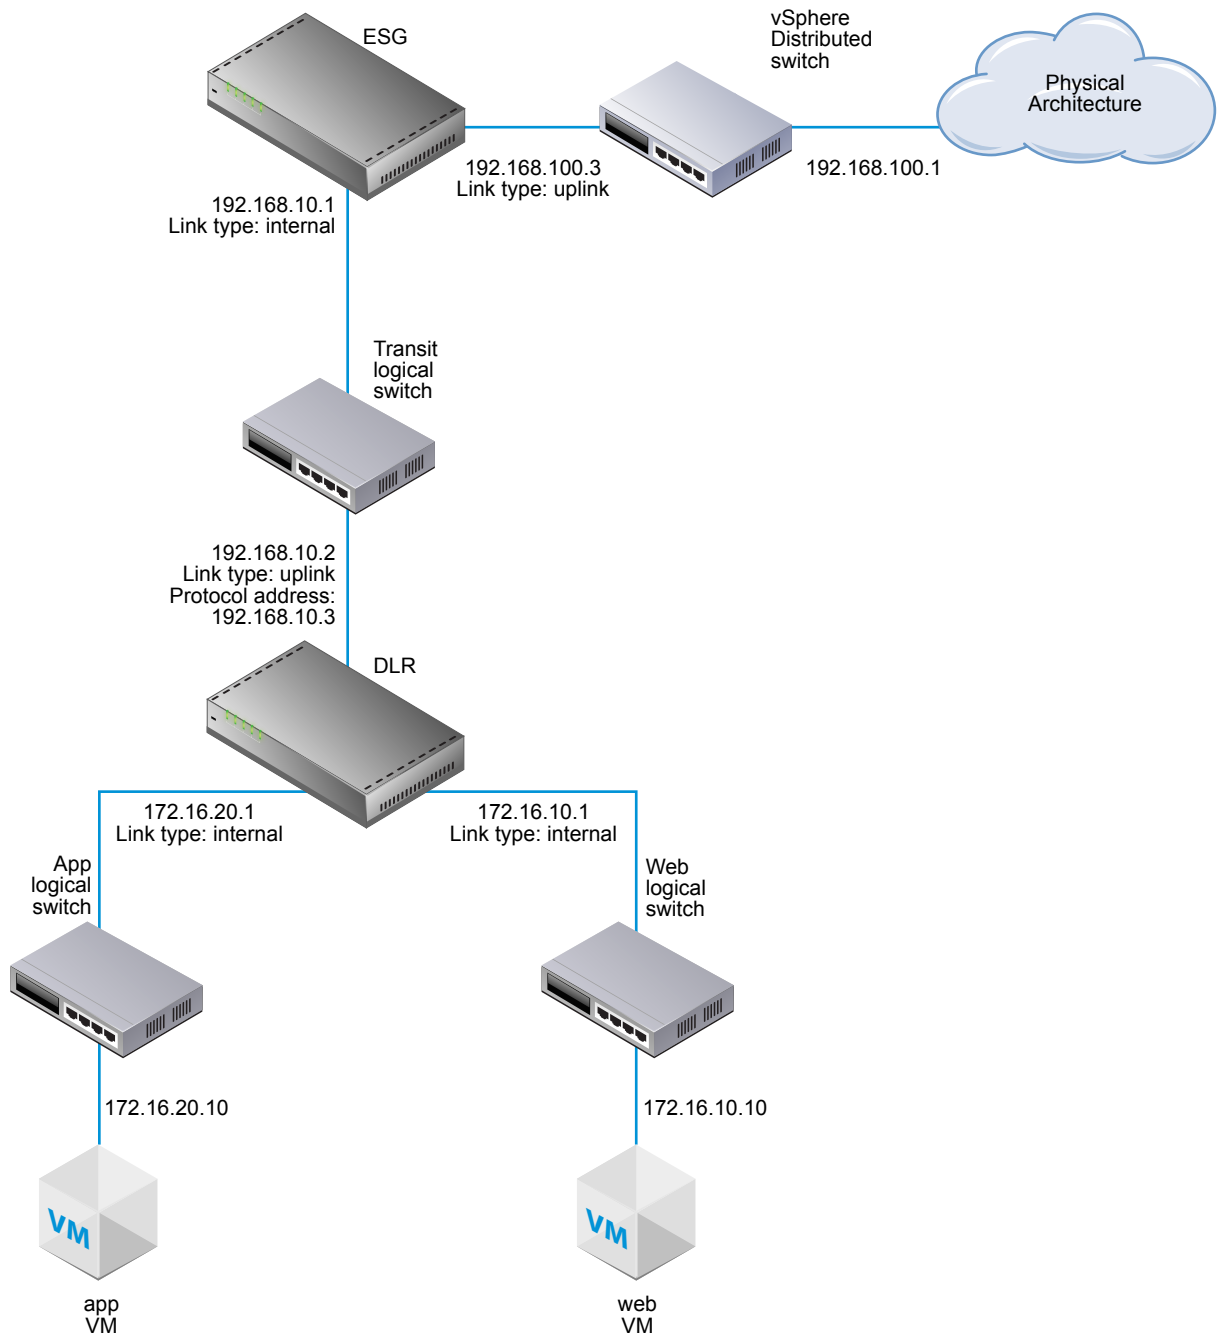 ESG
vSphere
Distributed
switch
Physical
Architecture
192.168.100.3
Link type: uplink
192.168.100.1
192.168.10.1
Link type: internal
Transit
logical
switch
192.168.10.2
Link type: uplink
Protocol address:
192.168.10.3
DLR
172.16.20.1
Link type: internal
172.16.10.1
Link type: internal
App
logical
switch
Web
logical
switch
172.16.20.10
172.16.10.10
VM
VM
app
VM
web
VM